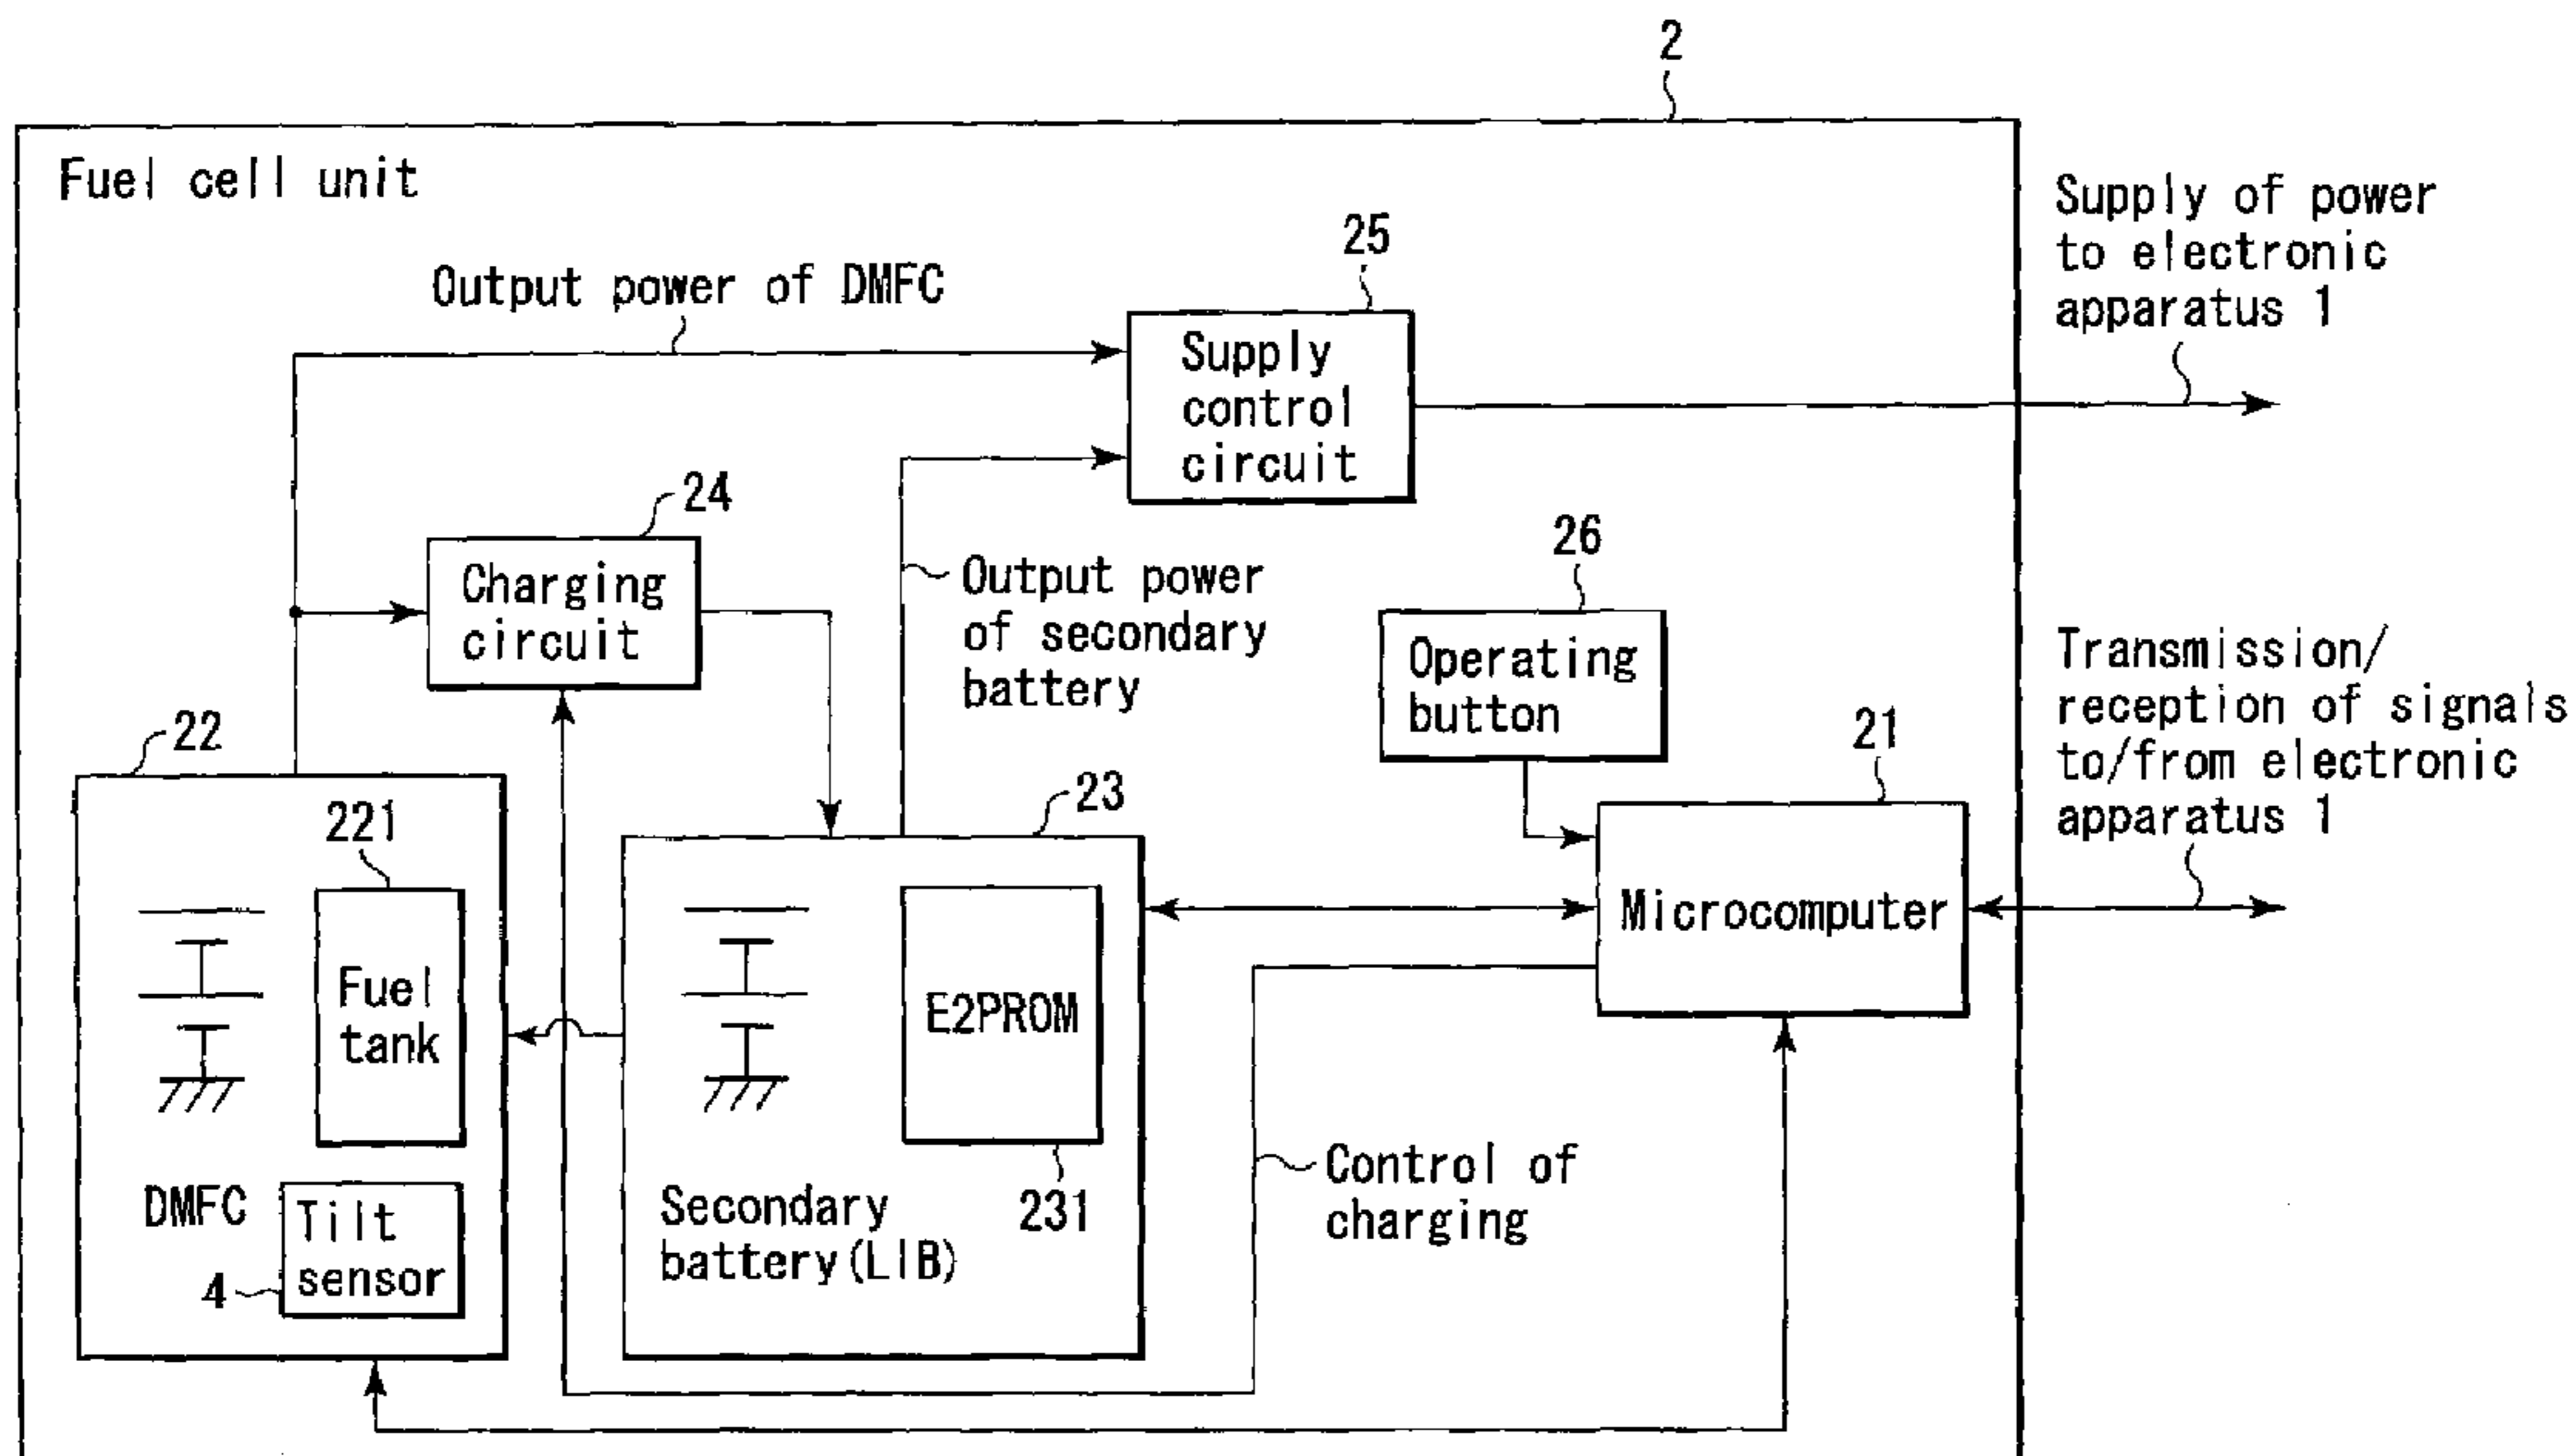 2
Fuel cell unit
Supply of power
to electronic
apparatus 1
25
Output power of DMFC
Supply
control
circuit
24
Charging
circuit
Output power
of secondary
battery
26
Operating
button
Transmission/
reception of signals
to/from electronic
apparatus 1
21
Microcomputer
22
221
Fuel
tank
DMFC
Tilt
sensor
4
23
E2PROM
231
Secondary
battery(LIB)
Control of
charging